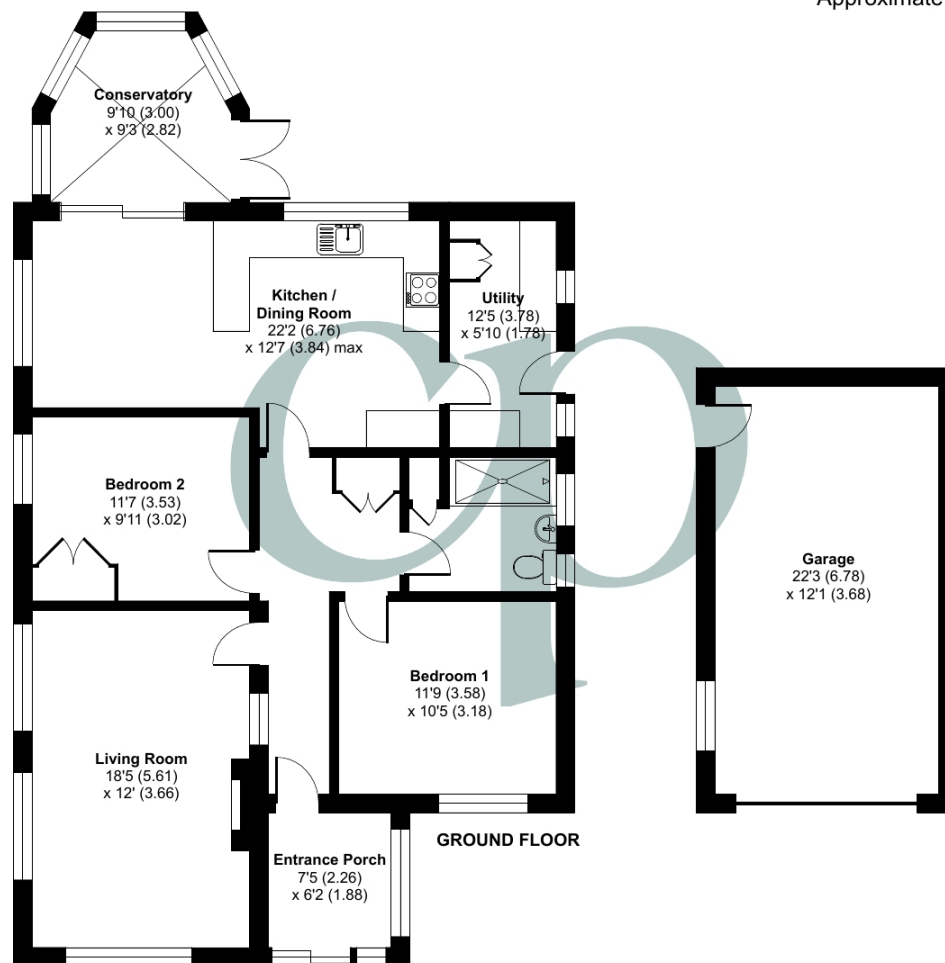 Approximate
Conservatory
9'10 (3.00)
x 9'3 (2.82)
Kitchen /
Dining Room
22'2 (6.76)
x 12'7 (3.84) max
Utility
12'5 (3.78)
x 5'10 (1.78)
Bedroom 2
11'7 (3.53)
x 9'11 (3.02)
Garage
22'3 (6.78)
x 12'1 (3.68)
Bedroom 1
11'9 (3.58)
x 10'5 (3.18)
Living Room
18'5 (5.61)
x 12' (3.66)
GROUND FLOOR
Entrance Porch
7'5 (2.26)
x 6'2 (1.88)
cp